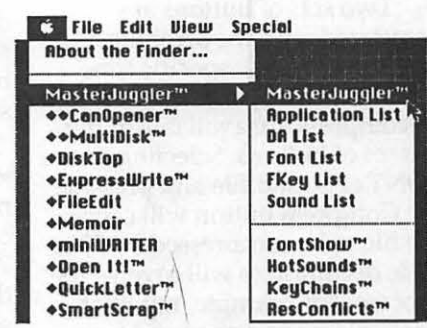 File Edit View Special
About the Finder...
MasterJuggler™
◆◆CanOpener™
◆◆MultiDisk™
◆DiskTop
◆ExpressWrite™
◆FileEdit
◆Memoir
◆miniWRITER
◆Open It!™
◆QuickLetter™
◆SmartScrap™
MasterJuggler™
Application List
DA List
Font List
FKey List
Sound List
FontShow™
HotSounds™
KeyChains™
ResConflicts™